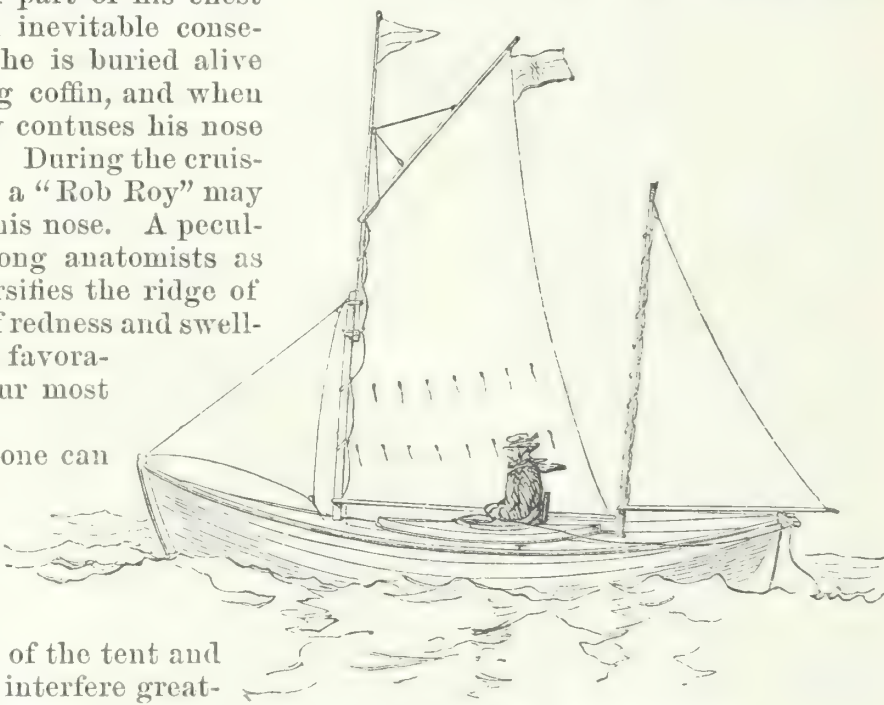 part of his chest
inevitable conse-
he is buried alive
coffin, and when
contuses his nose
During the cruis-
a “Rob Roy” may
his nose. A pecul-
ong anatomists as
rsifies the ridge of
f redness and swell-
favora-
ur most
one can
of the tent and
interfere great-